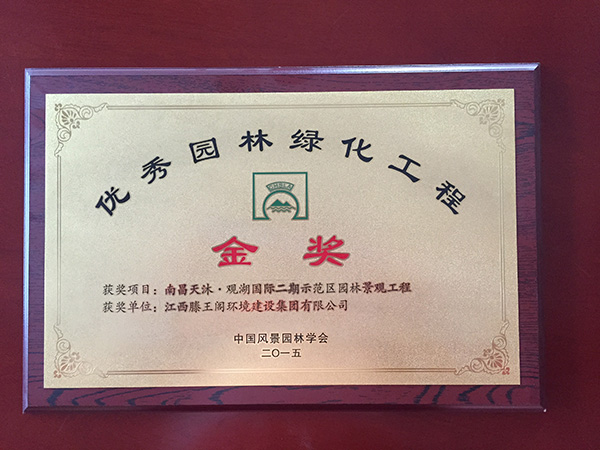 优秀园林绿化工程
CHSLA
金奖
获奖项目：南昌天沐·观湖国际二期示范区园林景观工程
获奖单位：江西滕王阁环境建设集团有限公司
中国风景园林学会
二〇一五